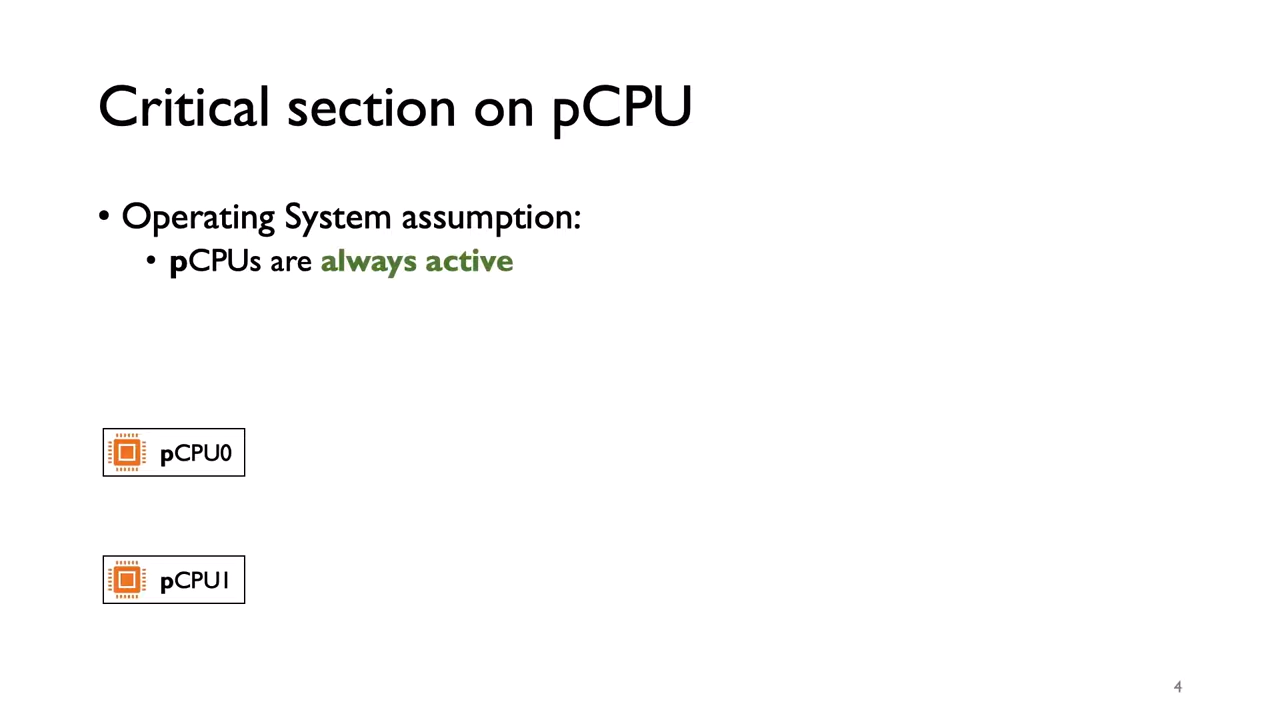 Critical section on pCPU
• Operating System assumption:
• pCPUs are always active
pCPU0
pCPU1
4